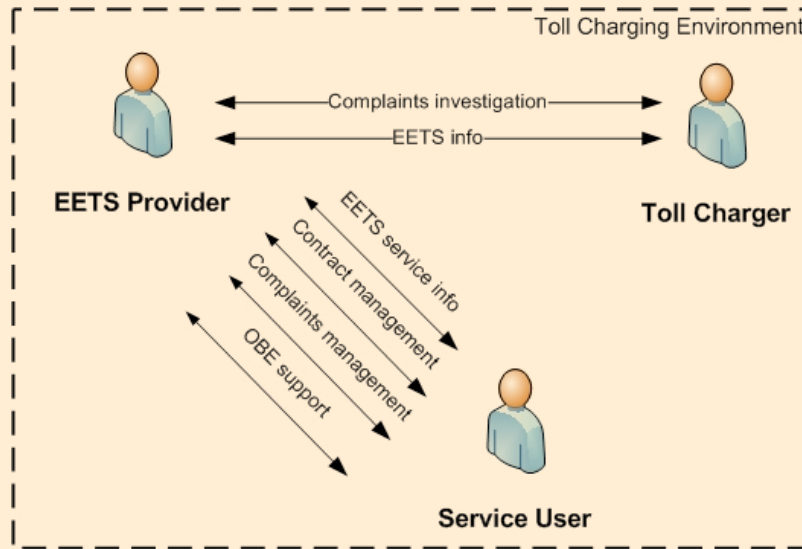 Toll Charging Environment
Complaints investigation
EETS info
EETS Provider
Toll Charger
EETS service info
Contract management
Complaints management
OBE support
Service User